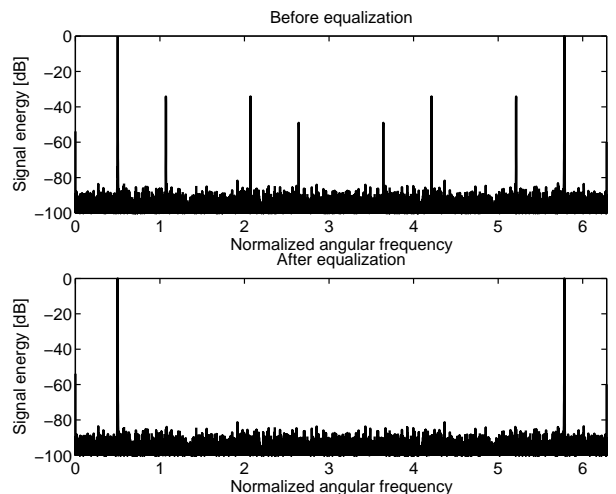 Before equalization
Signal energy [dB]
0
−20
−40
−60
−80
−100
0 1 2 3 4 5 6
Normalized angular frequency
After equalization
Signal energy [dB]
0
−20
−40
−60
−80
−100
0 1 2 3 4 5 6
Normalized angular frequency